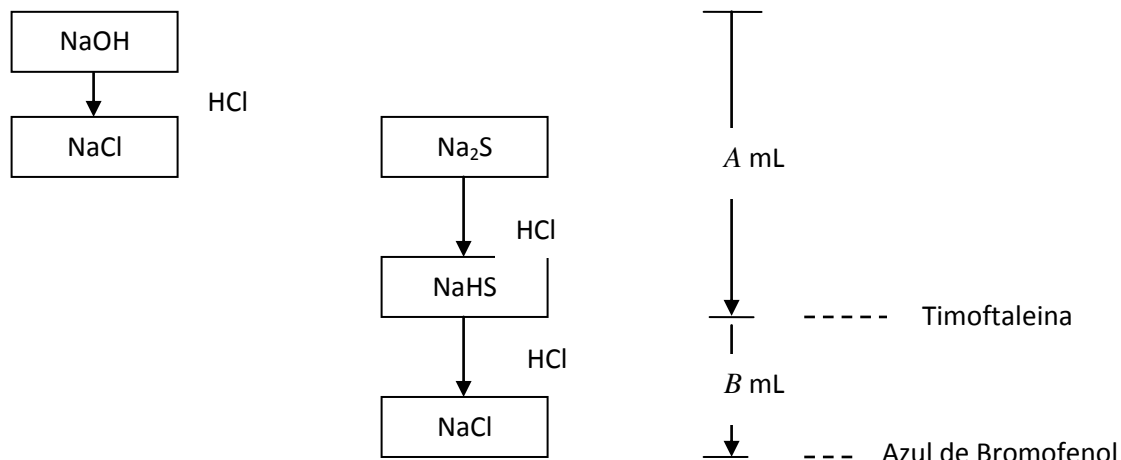 NaOH
HCl
NaCl
Na₂S
A mL
HCl
NaHS
Timoftaleina
HCl
B mL
NaCl
Azul de Bromofenol